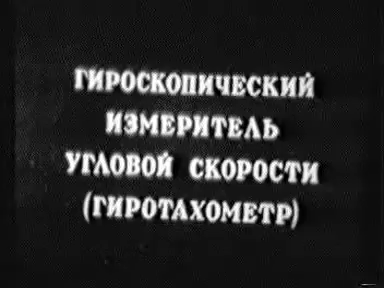 ГИРОСКОПИЧЕСКИЙ
ИЗМЕРИТЕЛЬ
УГЛОВОЙ СКОРОСТИ
(ГИРОТАХОМЕТР)